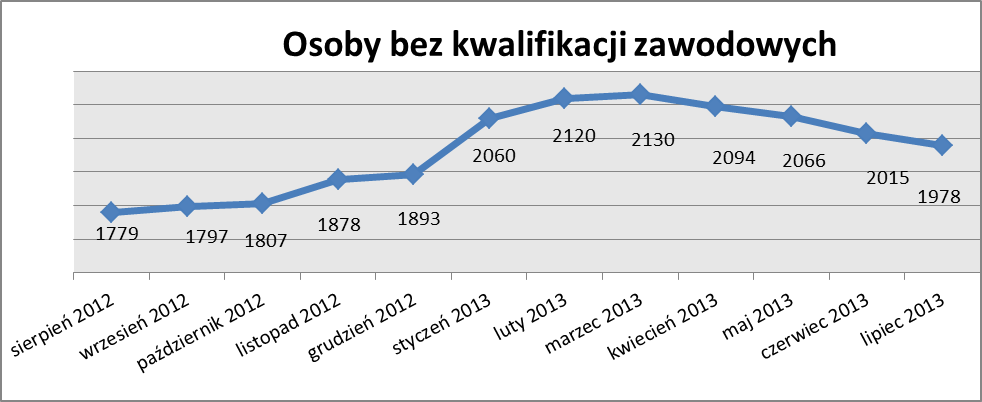 Osoby bez kwalifikacji zawodowych
1779
1797
1807
1878
1893
2060
2120
2130
2094
2066
2015
1978
sierpień 2012
wrzesień 2012
październik 2012
listopad 2012
grudzień 2012
styczeń 2013
luty 2013
marzec 2013
kwiecień 2013
maj 2013
czerwiec 2013
lipiec 2013